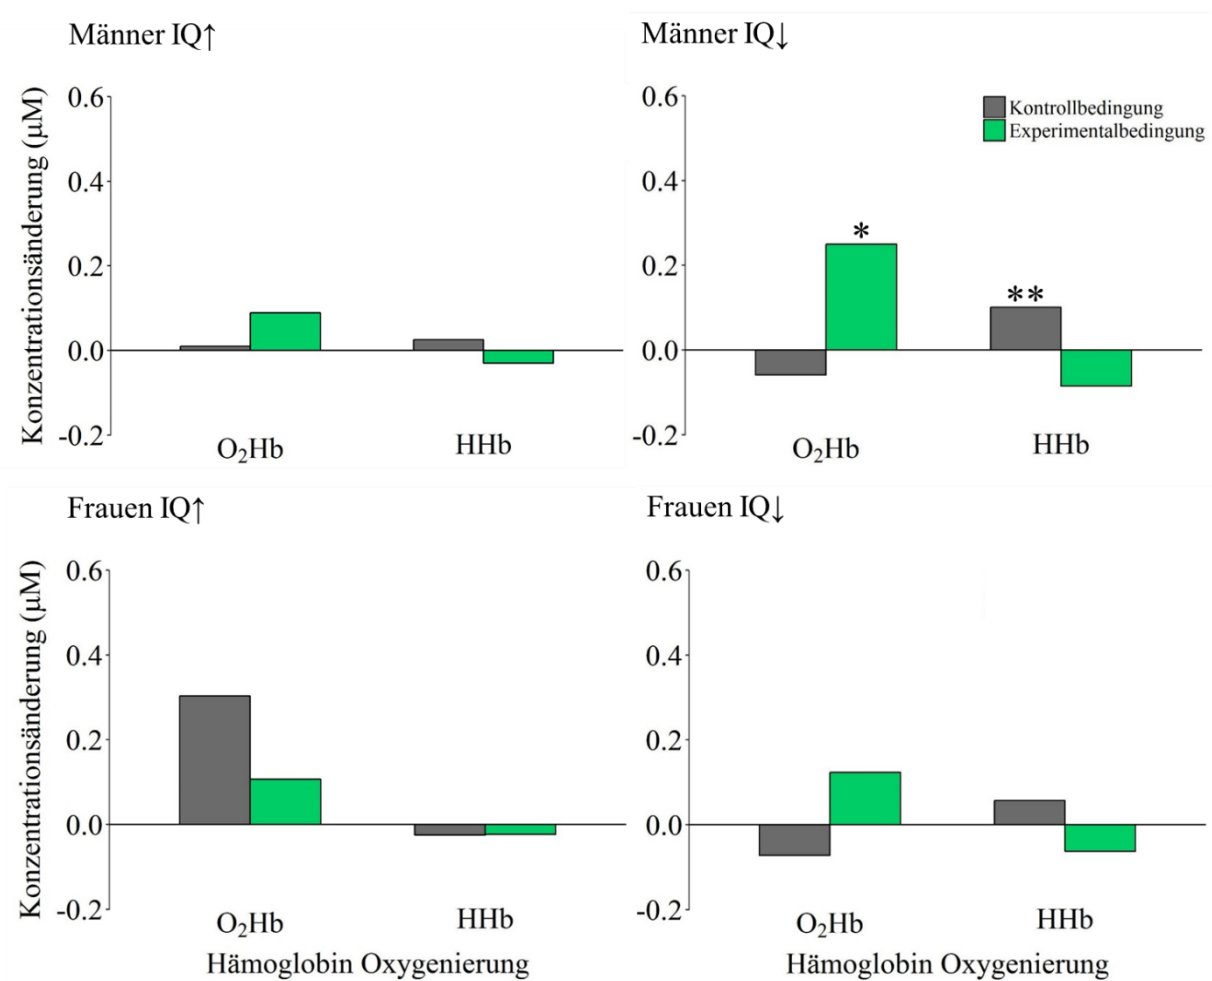 Männer IQ↑
Konzentrationsänderung (μM)
0.6
0.4
0.2
0.0
-0.2
O₂Hb HHb
Männer IQ↓
Kontrollbedingung
Experimentalbedingung
0.6
0.4
0.2
0.0
-0.2
*
**
O₂Hb HHb
Frauen IQ↑
Konzentrationsänderung (μM)
0.6
0.4
0.2
0.0
-0.2
O₂Hb HHb
Hämoglobin Oxygenierung
Frauen IQ↓
0.6
0.4
0.2
0.0
-0.2
O₂Hb HHb
Hämoglobin Oxygenierung